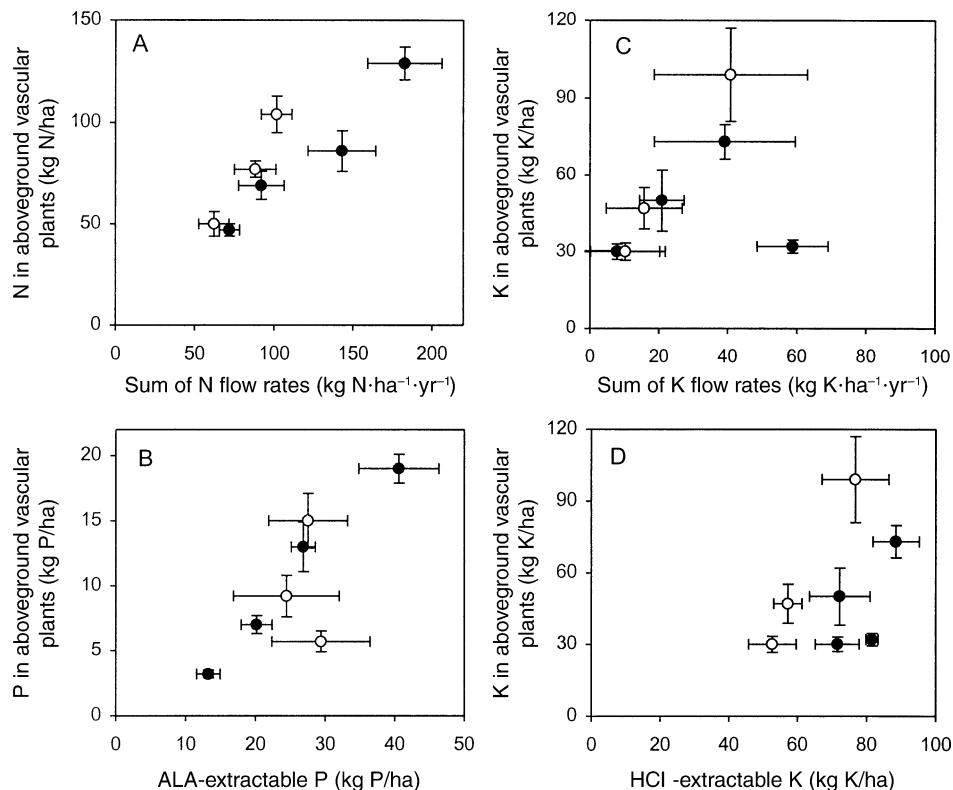 A
N in aboveground vascular
plants (kg N/ha)
150
100
50
0
0
50
100
150
200
Sum of N flow rates (kg N·ha⁻¹·yr⁻¹)
C
K in aboveground vascular
plants (kg K/ha)
120
90
60
30
0
0
20
40
60
80
100
Sum of K flow rates (kg K·ha⁻¹·yr⁻¹)
B
P in aboveground vascular
plants (kg P/ha)
20
15
10
5
0
0
10
20
30
40
50
ALA-extractable P (kg P/ha)
D
K in aboveground vascular
plants (kg K/ha)
120
90
60
30
0
0
20
40
60
80
100
HCl -extractable K (kg K/ha)